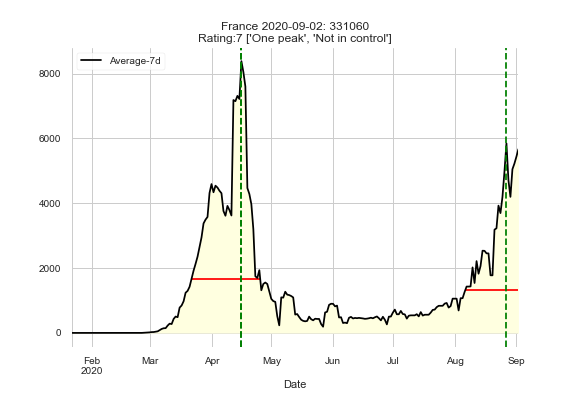 France 2020-09-02: 331060
Rating:7 ['One peak', 'Not in control']
Average-7d
8000
6000
4000
2000
0
Feb
2020
Mar
Apr
May
Jun
Jul
Aug
Sep
Date